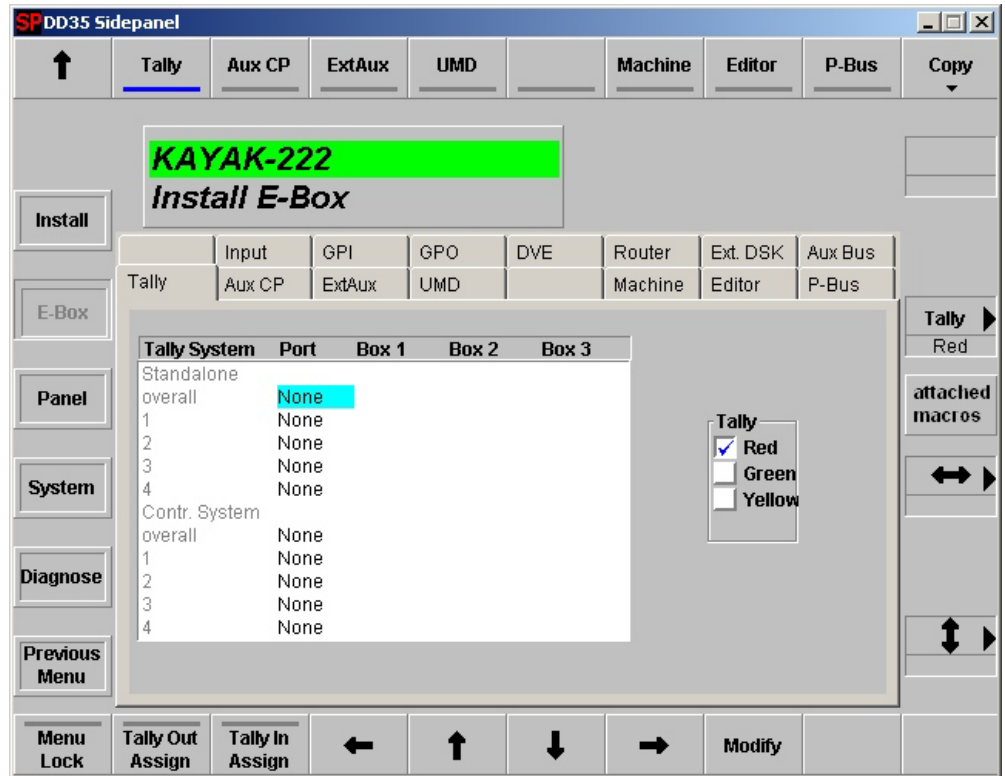 SP DD35 Sidepanel
Tally Aux CP ExtAux UMD Machine Editor P-Bus Copy
KAYAK-222
Install E-Box
Install
E-Box
Panel
System
Diagnose
Previous
Menu
Input GPI GPO DVE Router Ext. DSK Aux Bus
Tally Aux CP ExtAux UMD Machine Editor P-Bus
Tally System Port Box 1 Box 2 Box 3
Standalone
overall None
1 None
2 None
3 None
4 None
Contr. System
overall None
1 None
2 None
3 None
4 None
Tally
Red
Green
Yellow
Tally
Red
attached
macros
Menu
Lock
Tally Out
Assign
Tally In
Assign
Modify